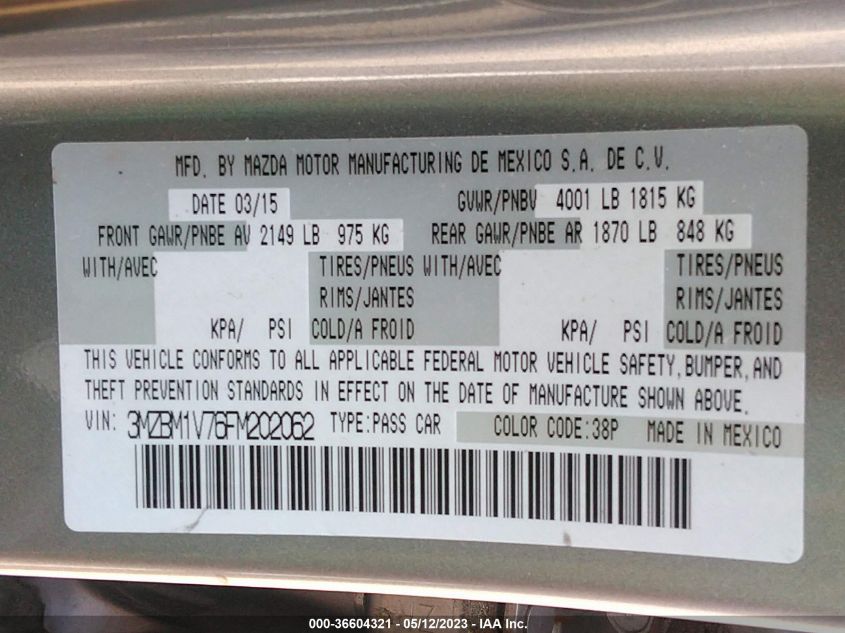 MFD. BY MAZDA MOTOR MANUFACTURING DE MEXICO S.A. DE C.V.
DATE 03/15 GVWR/PNBV 4001 LB 1815 KG
FRONT GAWR/PNBE AV 2149 LB 975 KG REAR GAWR/PNBE AR 1870 LB 848 KG
WITH/AVEC TIRES/PNEUS WITH/AVEC TIRES/PNEUS
RIMS/JANTES RIMS/JANTES
KPA/ PSI COLD/A FROID KPA/ PSI COLD/A FROID
THIS VEHICLE CONFORMS TO ALL APPLICABLE FEDERAL MOTOR VEHICLE SAFETY, BUMPER, AND
THEFT PREVENTION STANDARDS IN EFFECT ON THE DATE OF MANUFACTURE SHOWN ABOVE.
VIN: 3MZBM1V76FM202062 TYPE:PASS CAR COLOR CODE:38P MADE IN MEXICO
000-36604321 - 05/12/2023 - IAA Inc.